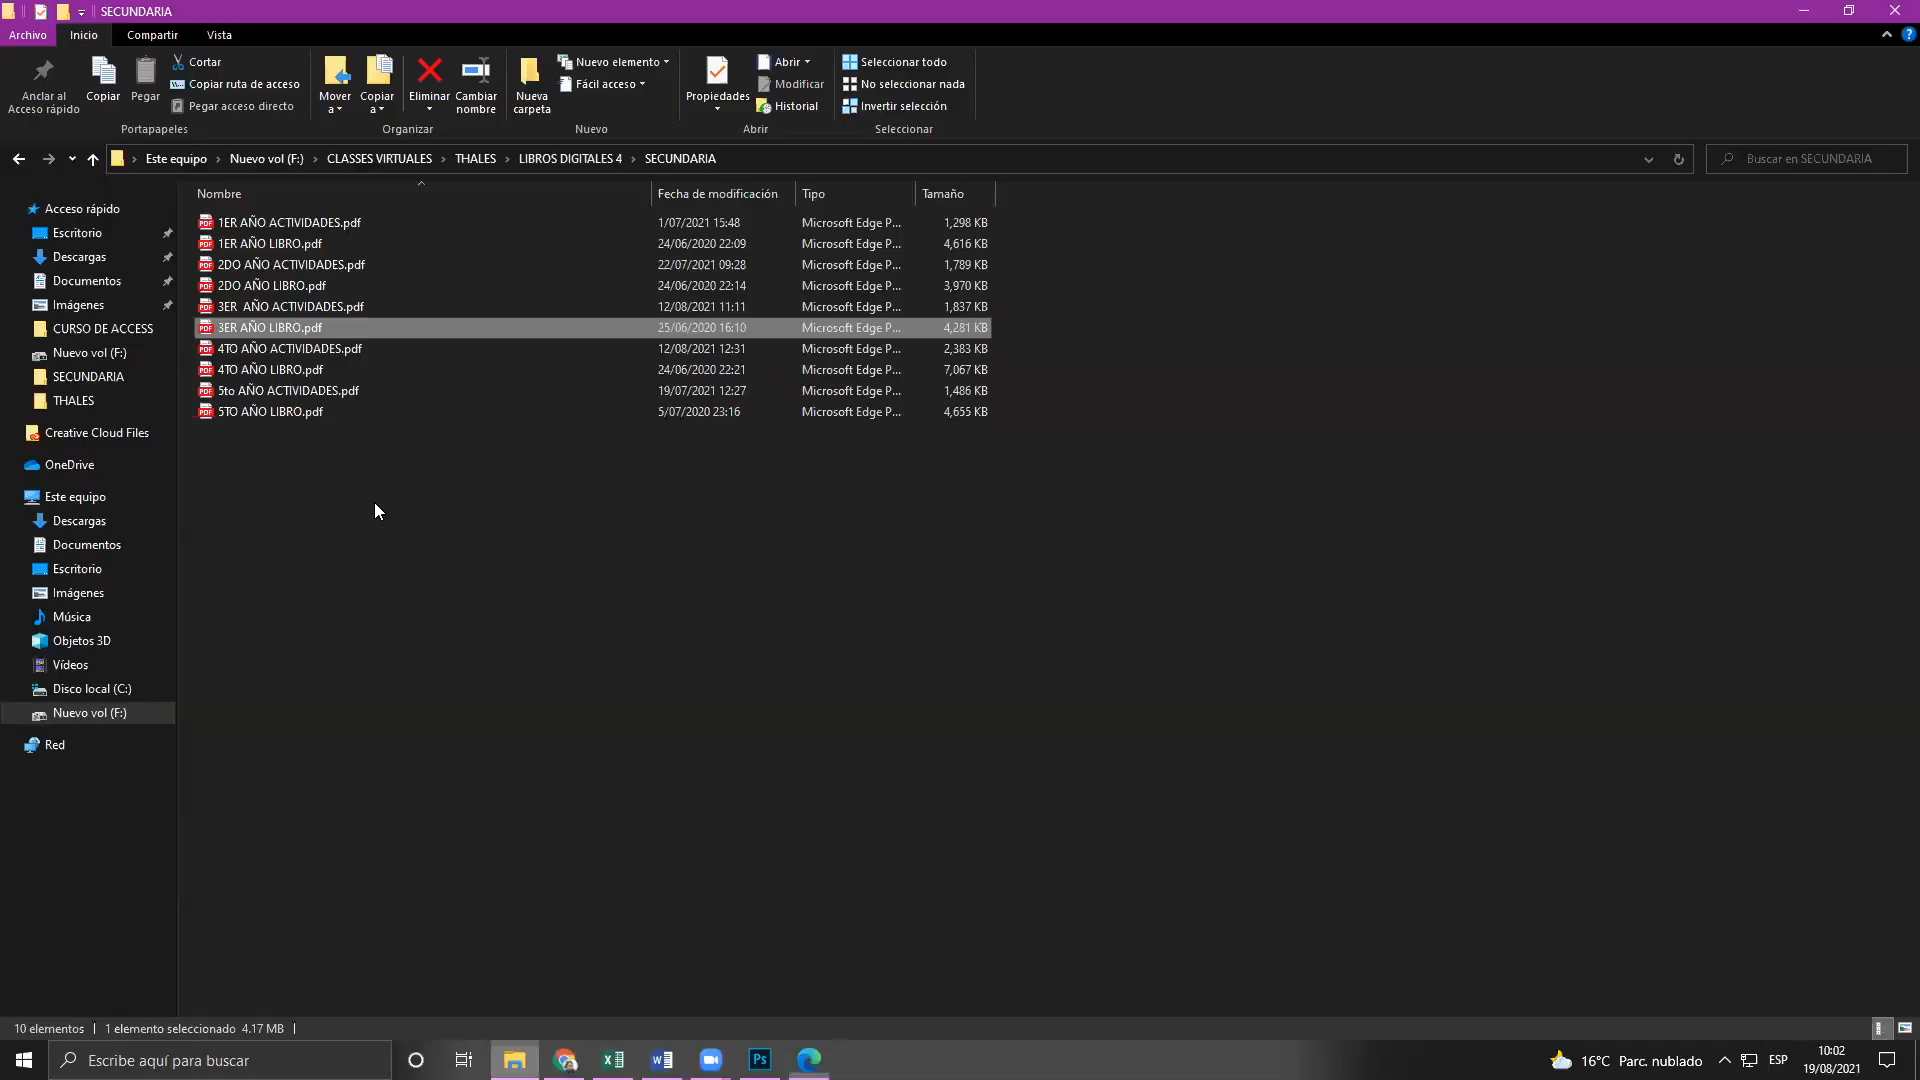 SECUNDARIA
Archivo Inicio Compartir Vista
Anclar al Acceso rápido
Copiar
Pegar
Cortar
Copiar ruta de acceso
Pegar acceso directo
Portapapeles
Mover a
Copiar a
Eliminar
Cambiar nombre
Organizar
Nueva carpeta
Nuevo elemento
Fácil acceso
Nuevo
Propiedades
Abrir
Modificar
Historial
Abrir
Seleccionar todo
No seleccionar nada
Invertir selección
Seleccionar
Este equipo › Nuevo vol (F:) › CLASSES VIRTUALES › THALES › LIBROS DIGITALES 4 › SECUNDARIA
Buscar en SECUNDARIA
Acceso rápido
Escritorio
Descargas
Documentos
Imágenes
CURSO DE ACCESS
Nuevo vol (F:)
SECUNDARIA
THALES
Creative Cloud Files
OneDrive
Este equipo
Descargas
Documentos
Escritorio
Imágenes
Música
Objetos 3D
Vídeos
Disco local (C:)
Nuevo vol (F:)
Red
Nombre Fecha de modificación Tipo Tamaño
PDF 1ER AÑO ACTIVIDADES.pdf 1/07/2021 15:48 Microsoft Edge P... 1,298 KB
PDF 1ER AÑO LIBRO.pdf 24/06/2020 22:09 Microsoft Edge P... 4,616 KB
PDF 2DO AÑO ACTIVIDADES.pdf 22/07/2021 09:28 Microsoft Edge P... 1,789 KB
PDF 2DO AÑO LIBRO.pdf 24/06/2020 22:14 Microsoft Edge P... 3,970 KB
PDF 3ER  AÑO ACTIVIDADES.pdf 12/08/2021 11:11 Microsoft Edge P... 1,837 KB
PDF 3ER AÑO LIBRO.pdf 25/06/2020 16:10 Microsoft Edge P... 4,281 KB
PDF 4TO AÑO ACTIVIDADES.pdf 12/08/2021 12:31 Microsoft Edge P... 2,383 KB
PDF 4TO AÑO LIBRO.pdf 24/06/2020 22:21 Microsoft Edge P... 7,067 KB
PDF 5to AÑO ACTIVIDADES.pdf 19/07/2021 12:27 Microsoft Edge P... 1,486 KB
PDF 5TO AÑO LIBRO.pdf 5/07/2020 23:16 Microsoft Edge P... 4,655 KB
10 elementos 1 elemento seleccionado 4.17 MB
Escribe aquí para buscar
Ps
16°C Parc. nublado
ESP
10:02
19/08/2021